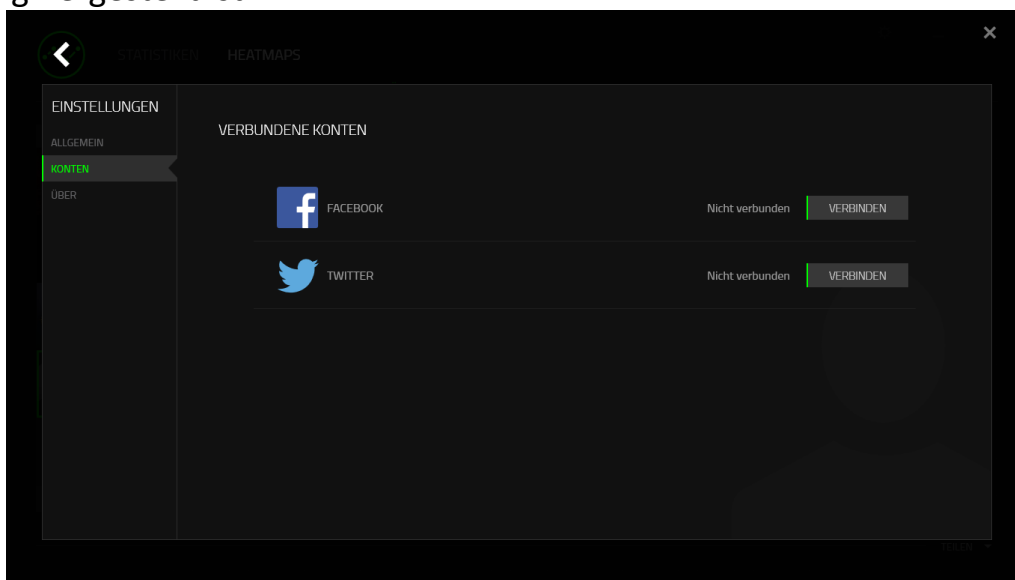 STATISTIKEN HEATMAPS
EINSTELLUNGEN
ALLGEMEIN
KONTEN
ÜBER
VERBUNDENE KONTEN
FACEBOOK Nicht verbunden VERBINDEN
TWITTER Nicht verbunden VERBINDEN
TEILEN